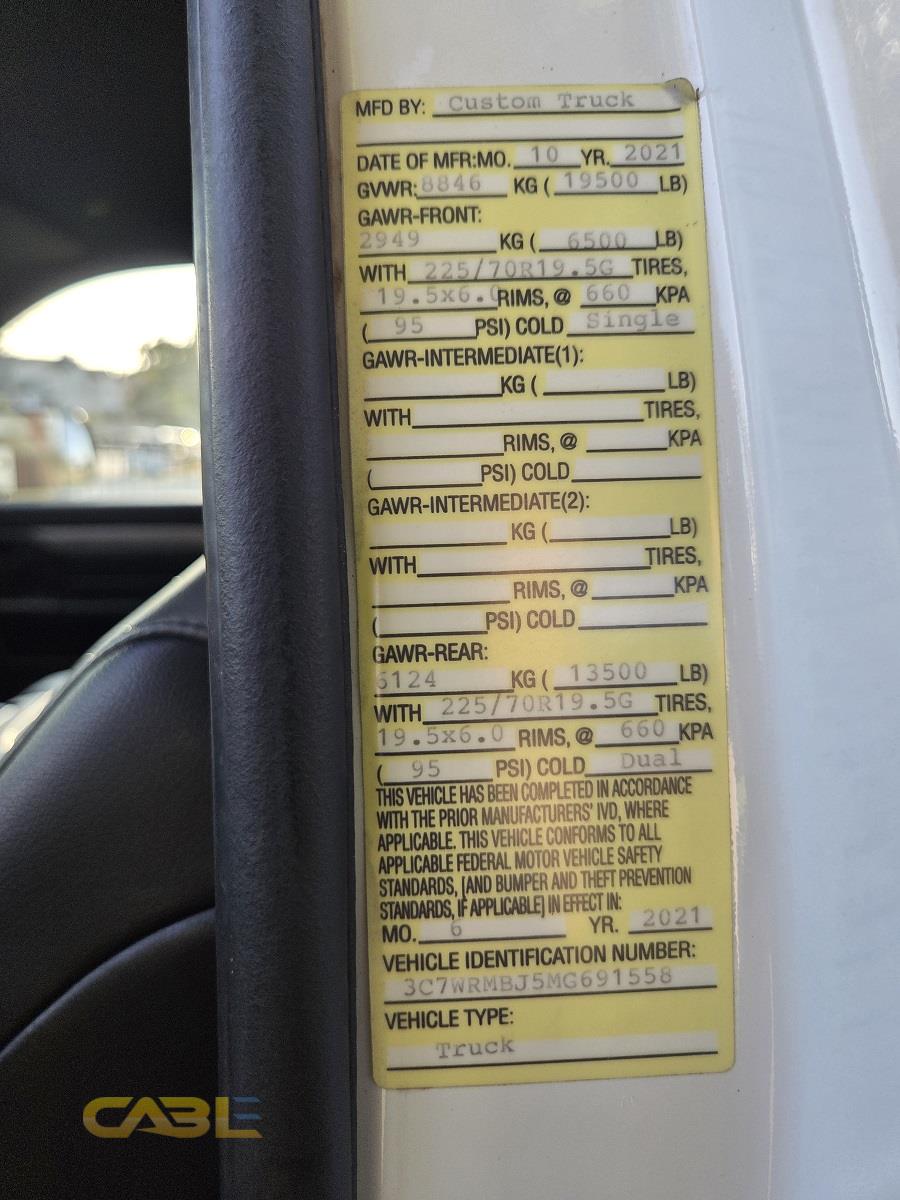 MFD BY: Custom Truck
DATE OF MFR:MO. 10 YR. 2021
GVWR: 8846 KG ( 19500 LB)
GAWR-FRONT:
2949 KG ( 6500 LB)
WITH 225/70R19.5G TIRES,
19.5x6.0 RIMS, @ 660 KPA
( 95 PSI) COLD Single
GAWR-INTERMEDIATE(1):
KG ( LB)
WITH TIRES,
RIMS, @ KPA
( PSI) COLD
GAWR-INTERMEDIATE(2):
KG ( LB)
WITH TIRES,
RIMS, @ KPA
( PSI) COLD
GAWR-REAR:
6124 KG ( 13500 LB)
WITH 225/70R19.5G TIRES,
19.5x6.0 RIMS, @ 660 KPA
( 95 PSI) COLD Dual
THIS VEHICLE HAS BEEN COMPLETED IN ACCORDANCE
WITH THE PRIOR MANUFACTURERS' IVD, WHERE
APPLICABLE. THIS VEHICLE CONFORMS TO ALL
APPLICABLE FEDERAL MOTOR VEHICLE SAFETY
STANDARDS, [AND BUMPER AND THEFT PREVENTION
STANDARDS, IF APPLICABLE] IN EFFECT IN:
MO. 6 YR. 2021
VEHICLE IDENTIFICATION NUMBER:
3C7WRMBJ5MG691558
VEHICLE TYPE:
Truck
CABLE